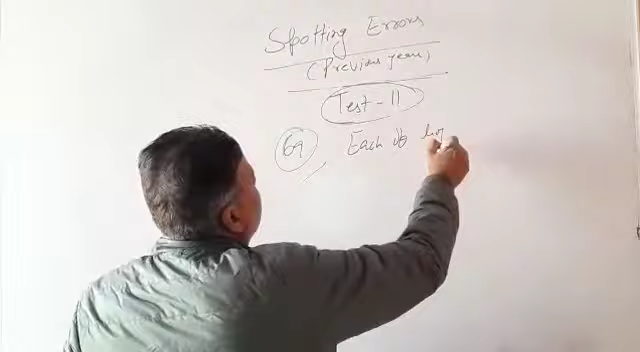 Spotting Errors
(Previous years)
Test-11
69 Each of